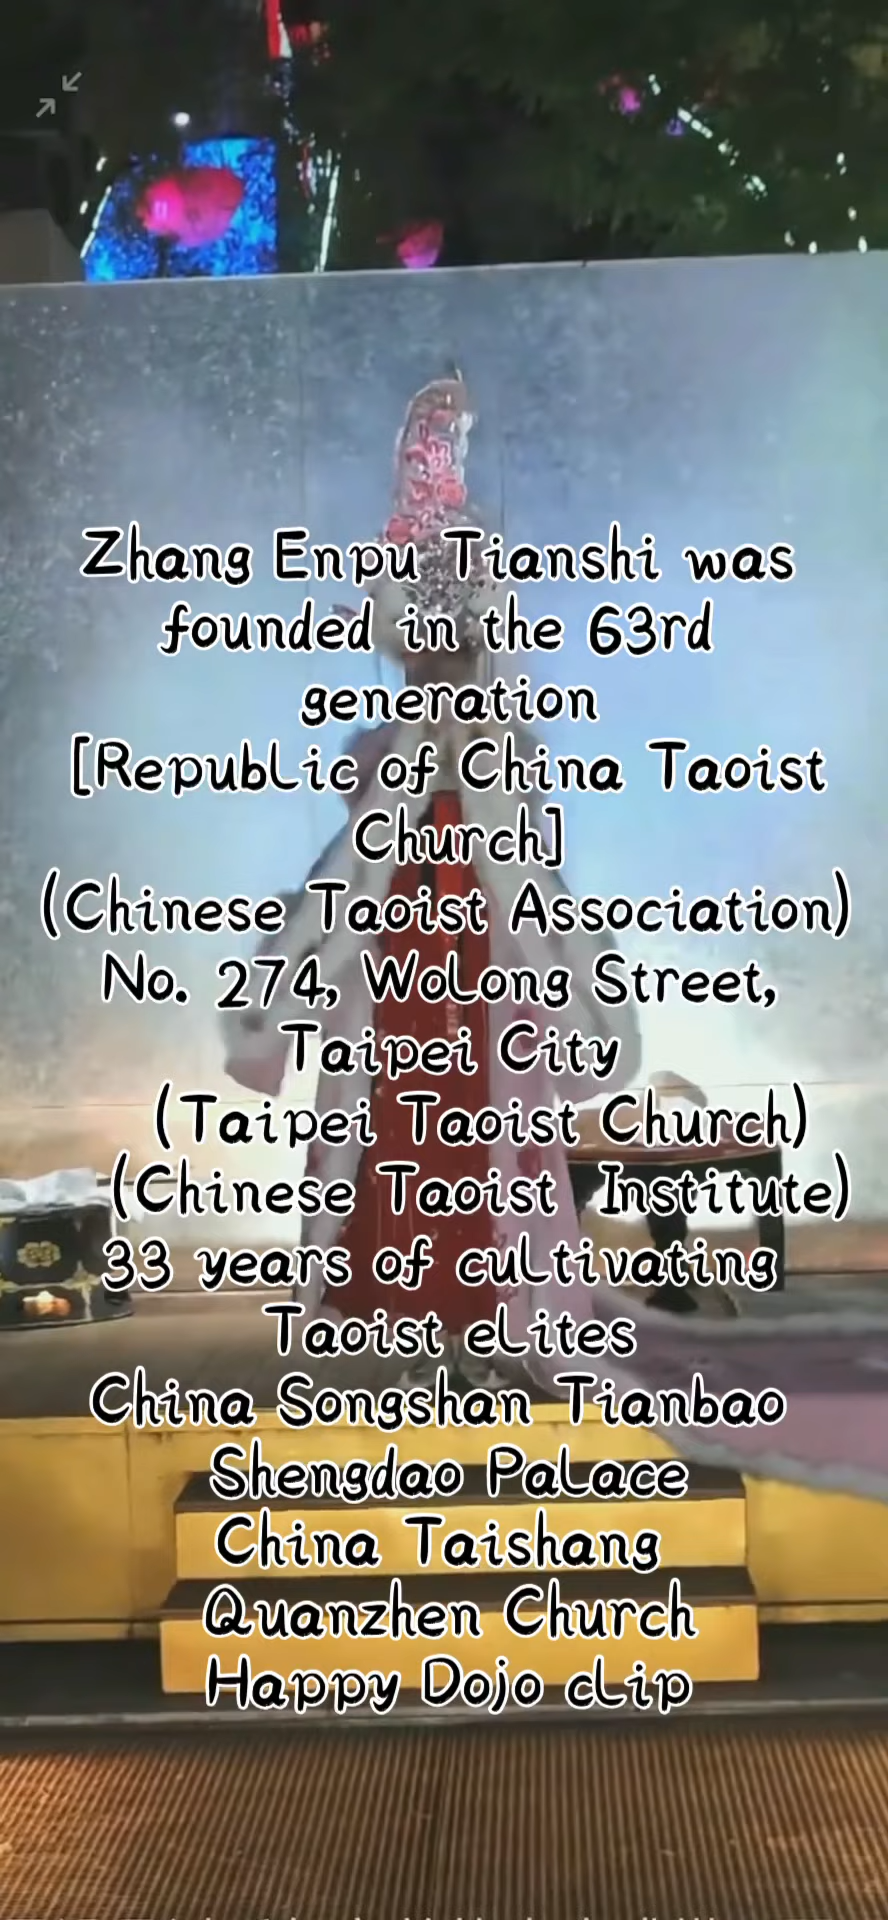 Zhang Enpu Tianshi was
founded in the 63rd
generation
[Republic of China Taoist
Church]
(Chinese Taoist Association)
No. 274, Wolong Street,
Taipei City
(Taipei Taoist Church)
(Chinese Taoist Institute)
33 years of cultivating
Taoist elites
China Songshan Tianbao
Shengdao Palace
China Taishang
Quanzhen Church
Happy Dojo clip